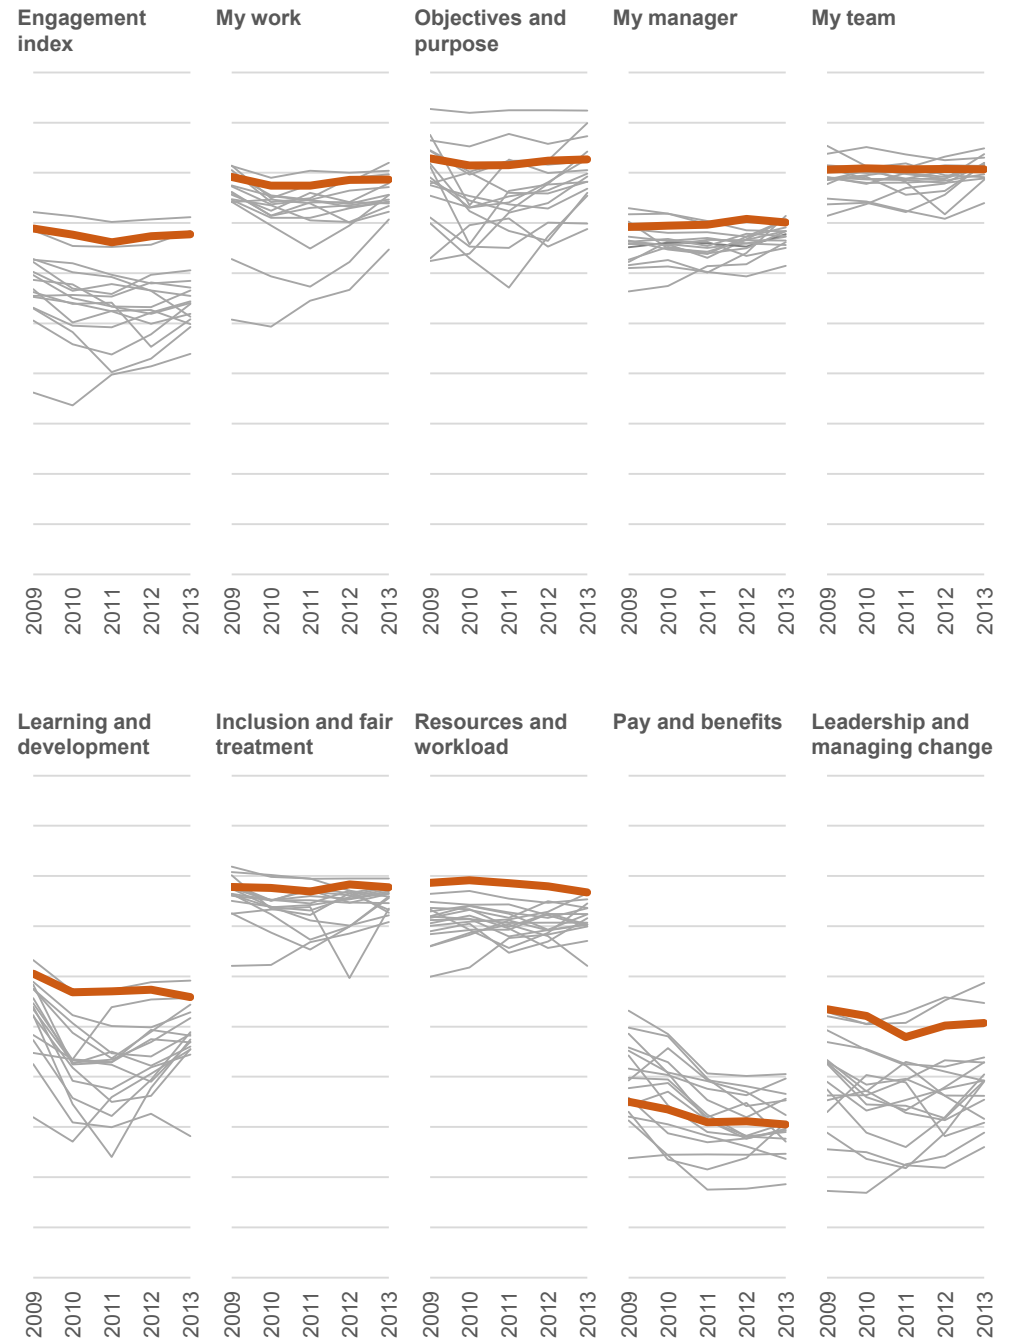 Engagement
index
My work
Objectives and
purpose
My manager
My team
2009 2010 2011 2012 2013
2009 2010 2011 2012 2013
2009 2010 2011 2012 2013
2009 2010 2011 2012 2013
2009 2010 2011 2012 2013
Learning and
development
Inclusion and fair
treatment
Resources and
workload
Pay and benefits
Leadership and
managing change
2009 2010 2011 2012 2013
2009 2010 2011 2012 2013
2009 2010 2011 2012 2013
2009 2010 2011 2012 2013
2009 2010 2011 2012 2013